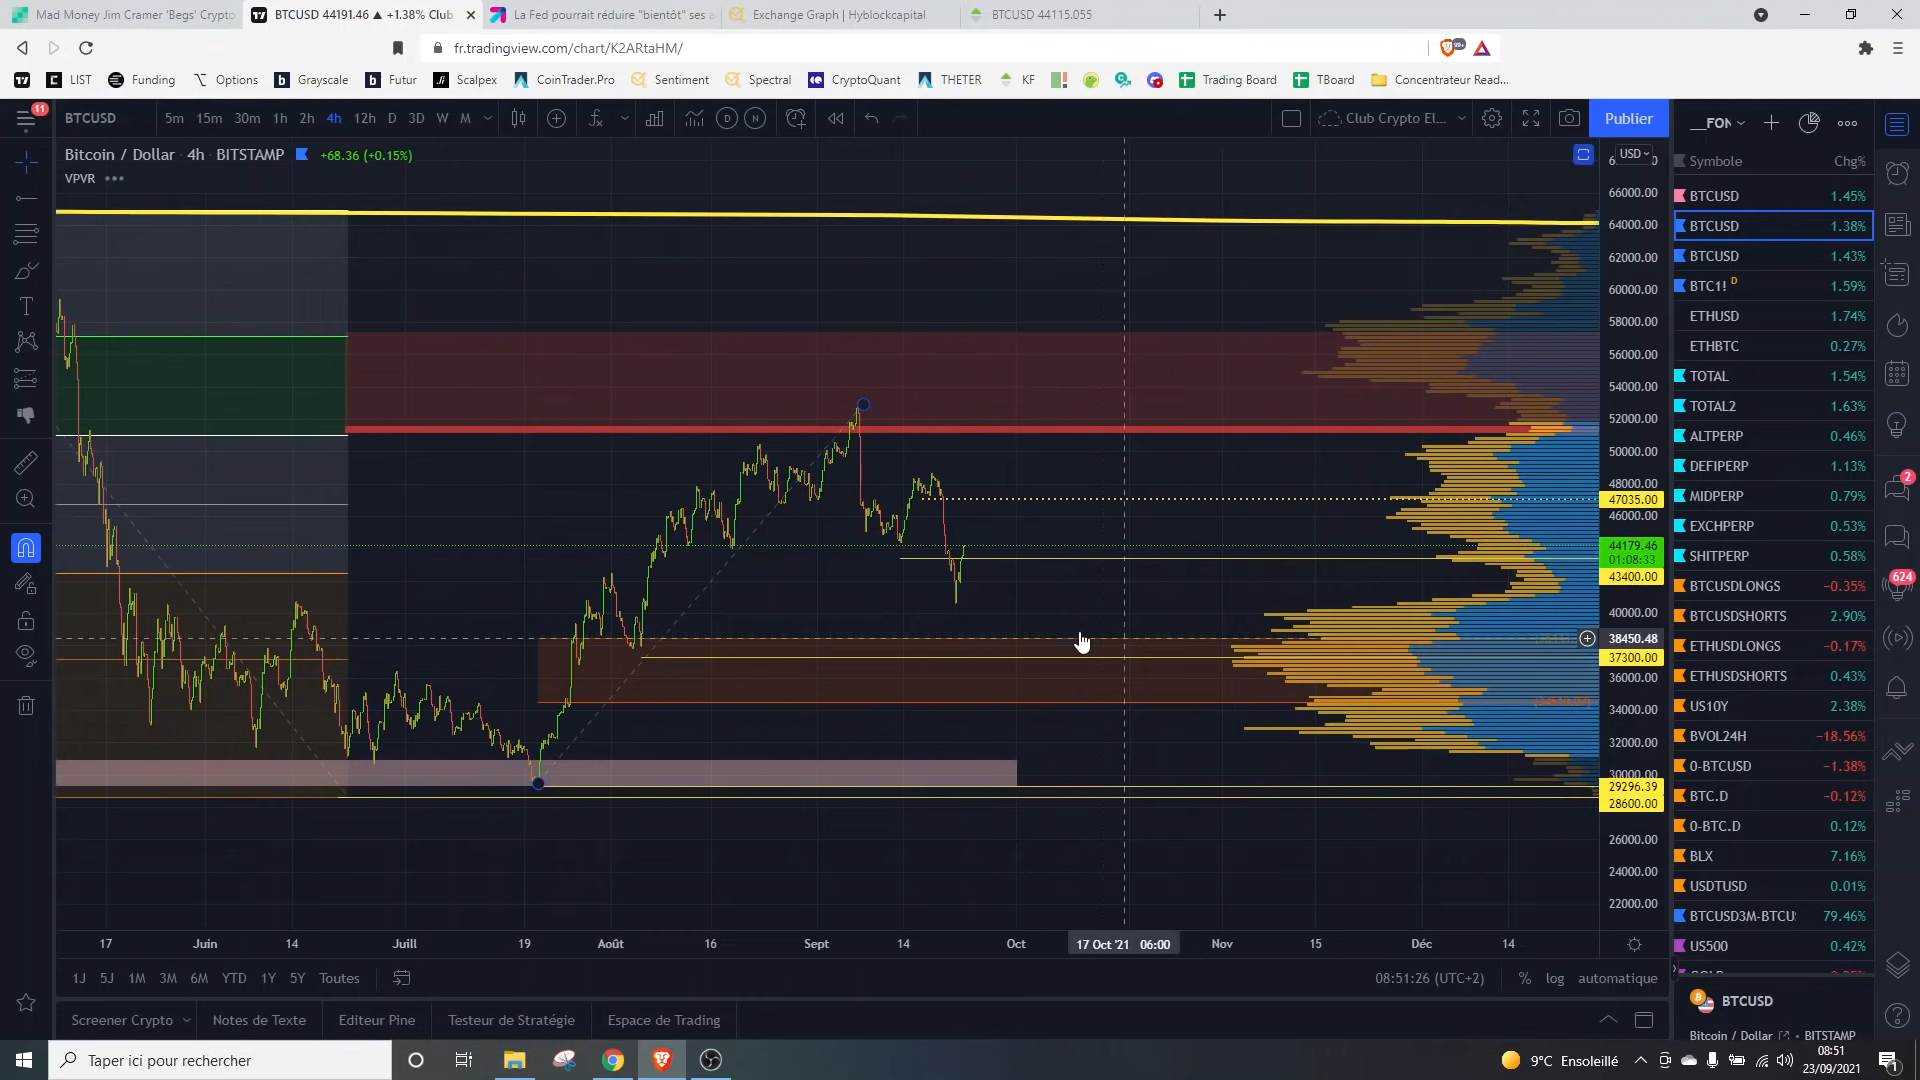 Mad Money Jim Cramer 'Begs' Crypto
BTCUSD 44191.46 ▲ +1.38% Club
La Fed pourrait réduire "bientôt" ses a
Exchange Graph | Hyblockcapital
BTCUSD 44115.055
fr.tradingview.com/chart/K2ARtaHM/
99+
LIST
Funding
Options
Grayscale
Futur
Scalpex
CoinTrader.Pro
Sentiment
Spectral
CryptoQuant
THETER
KF
Trading Board
TBoard
Concentrateur Read...
11
BTCUSD
5m 15m 30m 1h 2h 4h 12h D 3D W M
D N
Club Crypto El...
Publier
Bitcoin / Dollar · 4h · BITSTAMP +68.36 (+0.15%)
VPVR
USD
66000.00
64000.00
62000.00
60000.00
58000.00
56000.00
54000.00
52000.00
50000.00
48000.00
47035.00
46000.00
44179.46
01:08:33
43400.00
40000.00
38450.48
37300.00
36000.00
34000.00
32000.00
30000.00
29296.39
28600.00
26000.00
24000.00
22000.00
17 Juin 14 Juill 19 Août 16 Sept 14 Oct 17 Oct '21 06:00 Nov 15 Déc 14
1J 5J 1M 3M 6M YTD 1Y 5Y Toutes
08:51:26 (UTC+2) % log automatique
Screener Crypto
Notes de Texte
Editeur Pine
Testeur de Stratégie
Espace de Trading
__FON
Symbole Chg%
BTCUSD 1.45%
BTCUSD 1.38%
BTCUSD 1.43%
BTC1! D 1.59%
ETHUSD 1.74%
ETHBTC 0.27%
TOTAL 1.54%
TOTAL2 1.63%
ALTPERP 0.46%
DEFIPERP 1.13%
MIDPERP 0.79%
EXCHPERP 0.53%
SHITPERP 0.58%
BTCUSDLONGS −0.35%
BTCUSDSHORTS 2.90%
ETHUSDLONGS −0.17%
ETHUSDSHORTS 0.43%
US10Y 2.38%
BVOL24H −18.56%
0-BTCUSD −1.38%
BTC.D −0.12%
0-BTC.D 0.12%
BLX 7.16%
USDTUSD 0.01%
BTCUSD3M-BTCU 79.46%
US500 0.42%
BTCUSD
Bitcoin / Dollar · BITSTAMP
2
624
Taper ici pour rechercher
9°C Ensoleillé
08:51
23/09/2021
1